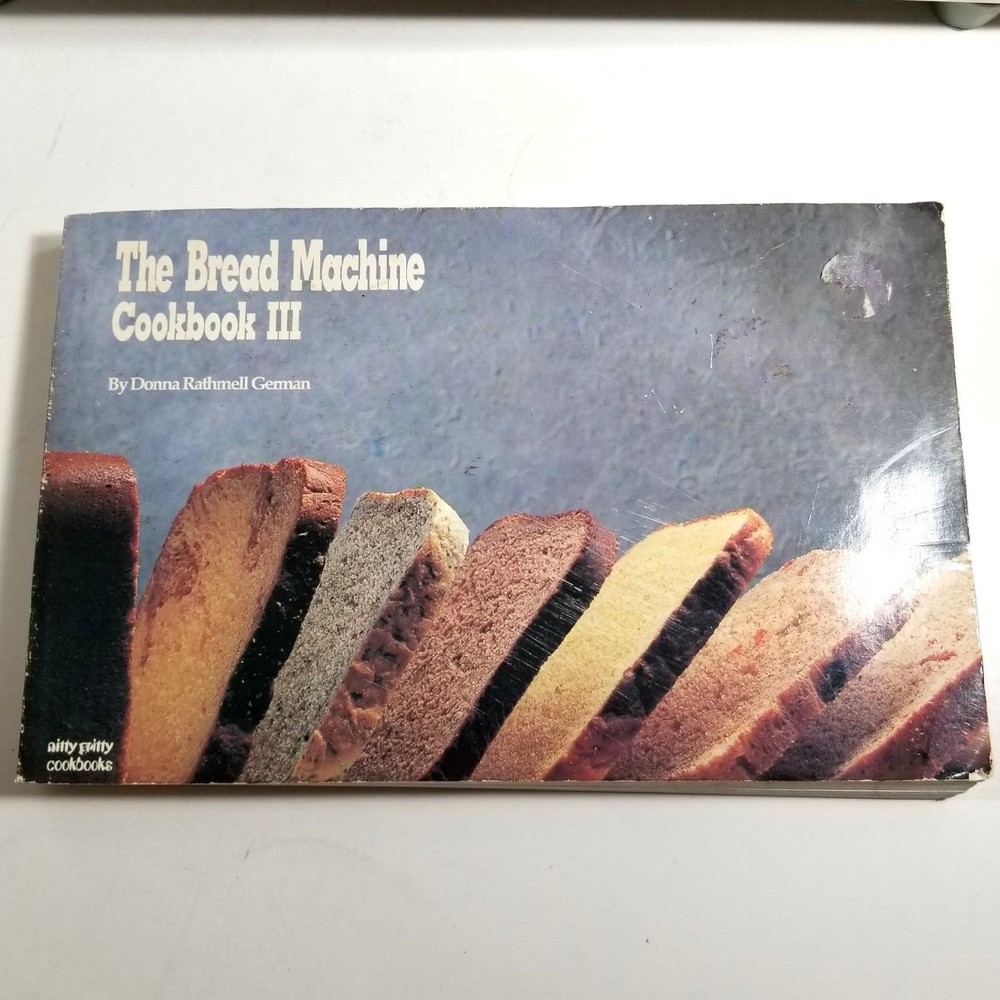 The Bread Machine
Cookbook III
By Donna Rathmell German
nitty gritty
cookbooks